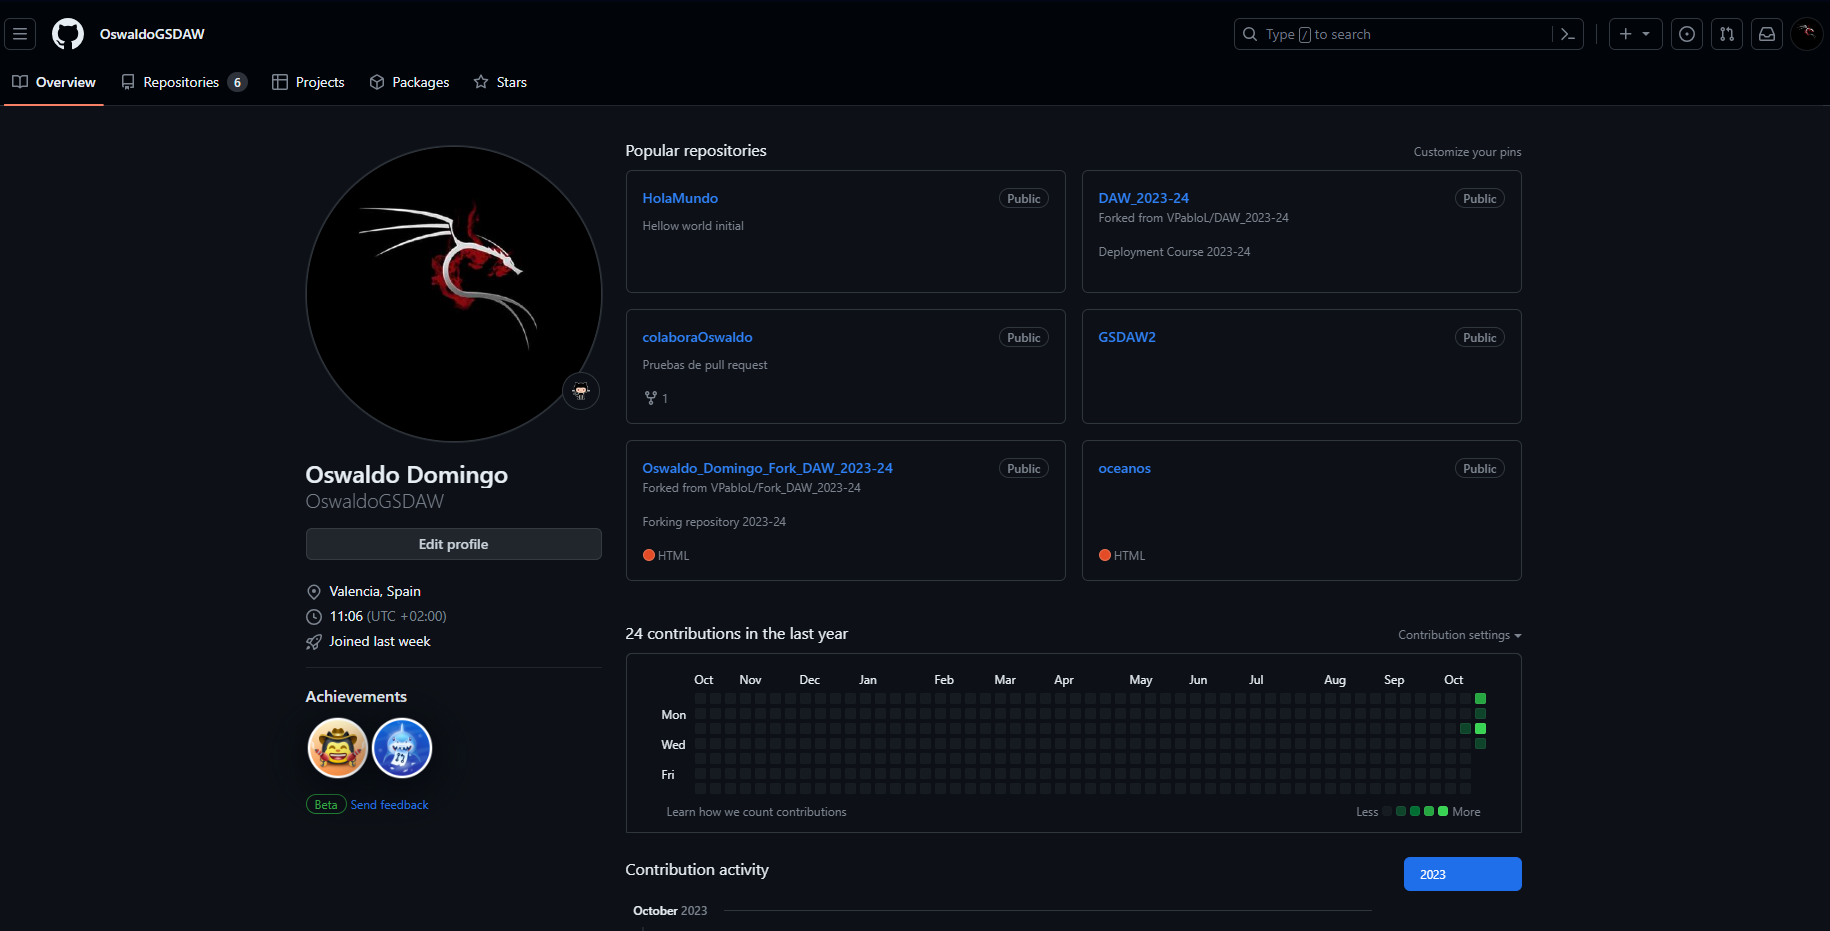 OswaldoGSDAW
Type / to search
Overview
Repositories 6
Projects
Packages
Stars
Oswaldo Domingo
OswaldoGSDAW
Edit profile
Valencia, Spain
11:06 (UTC +02:00)
Joined last week
Achievements
Beta Send feedback
Popular repositories
Customize your pins
HolaMundo Public
Hellow world initial
DAW_2023-24 Public
Forked from VPabloL/DAW_2023-24
Deployment Course 2023-24
colaboraOswaldo Public
Pruebas de pull request
1
GSDAW2 Public
Oswaldo_Domingo_Fork_DAW_2023-24 Public
Forked from VPabloL/Fork_DAW_2023-24
Forking repository 2023-24
HTML
oceanos Public
HTML
24 contributions in the last year
Contribution settings
Oct Nov Dec Jan Feb Mar Apr May Jun Jul Aug Sep Oct
Mon
Wed
Fri
Learn how we count contributions
Less More
Contribution activity
2023
October 2023